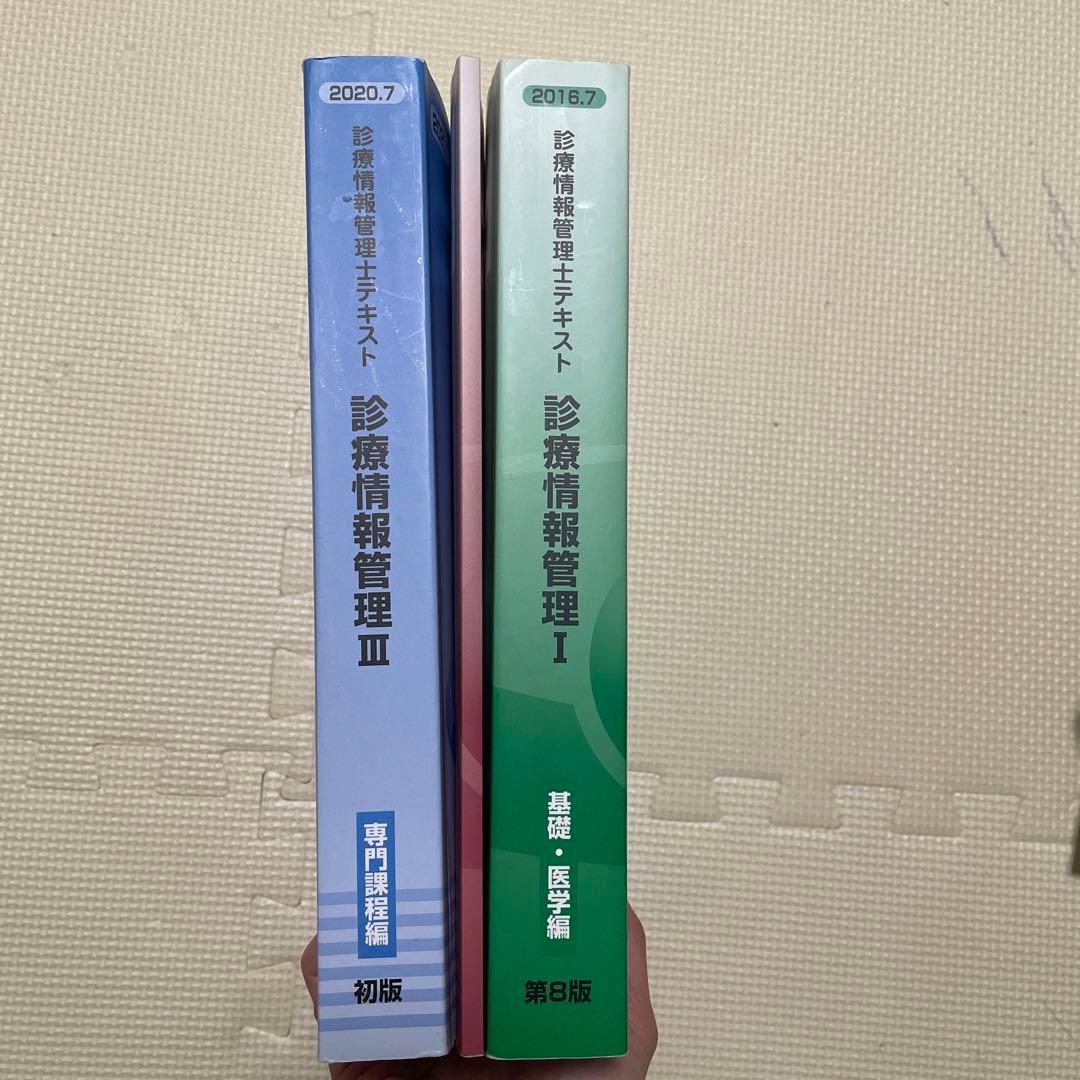 2020.7
診療情報管理士テキスト
診療情報管理Ⅲ
専門課程編
初版
2016.7
診療情報管理士テキスト
診療情報管理Ⅰ
基礎・医学編
第8版